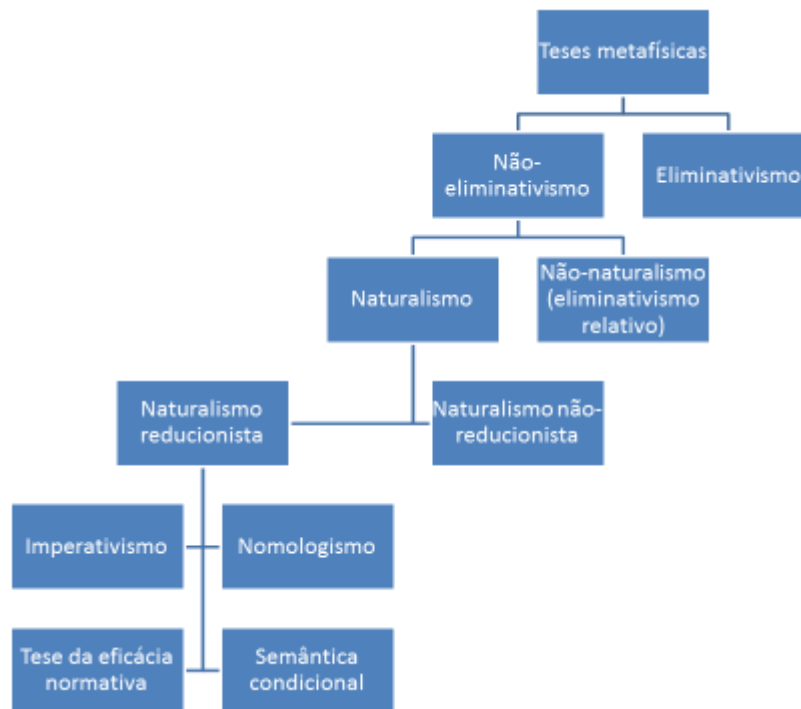 Teses metafísicas
Não-
eliminativismo
Eliminativismo
Naturalismo
Não-naturalismo
(eliminativismo
relativo)
Naturalismo
reducionista
Naturalismo não-
reducionista
Imperativismo
Nomologismo
Tese da eficácia
normativa
Semântica
condicional